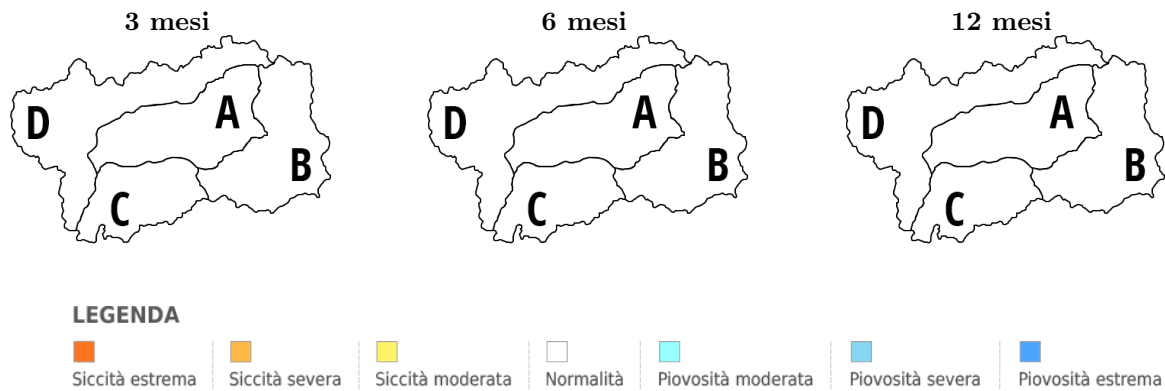 3 mesi 6 mesi 12 mesi
A A A
D D D
B B B
C C C
LEGENDA
Siccità estrema Siccità severa Siccità moderata Normalità Piovosità moderata Piovosità severa Piovosità estrema